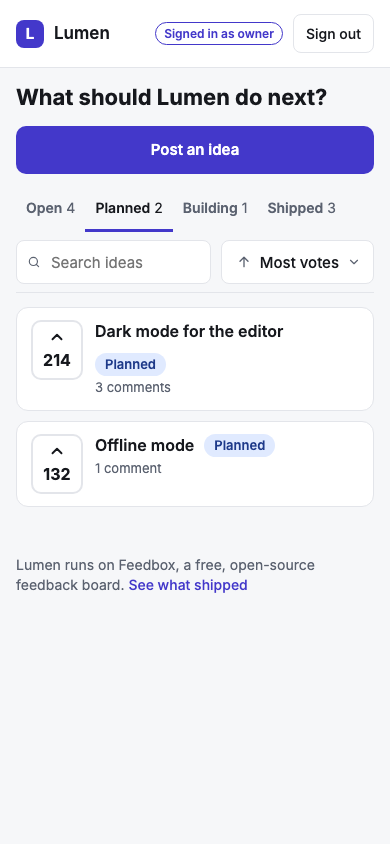 L Lumen Signed in as owner Sign out
What should Lumen do next?
Post an idea
Open 4 Planned 2 Building 1 Shipped 3
Search ideas Most votes
214 Dark mode for the editor
Planned
3 comments
132 Offline mode Planned
1 comment
Lumen runs on Feedbox, a free, open-source
feedback board. See what shipped